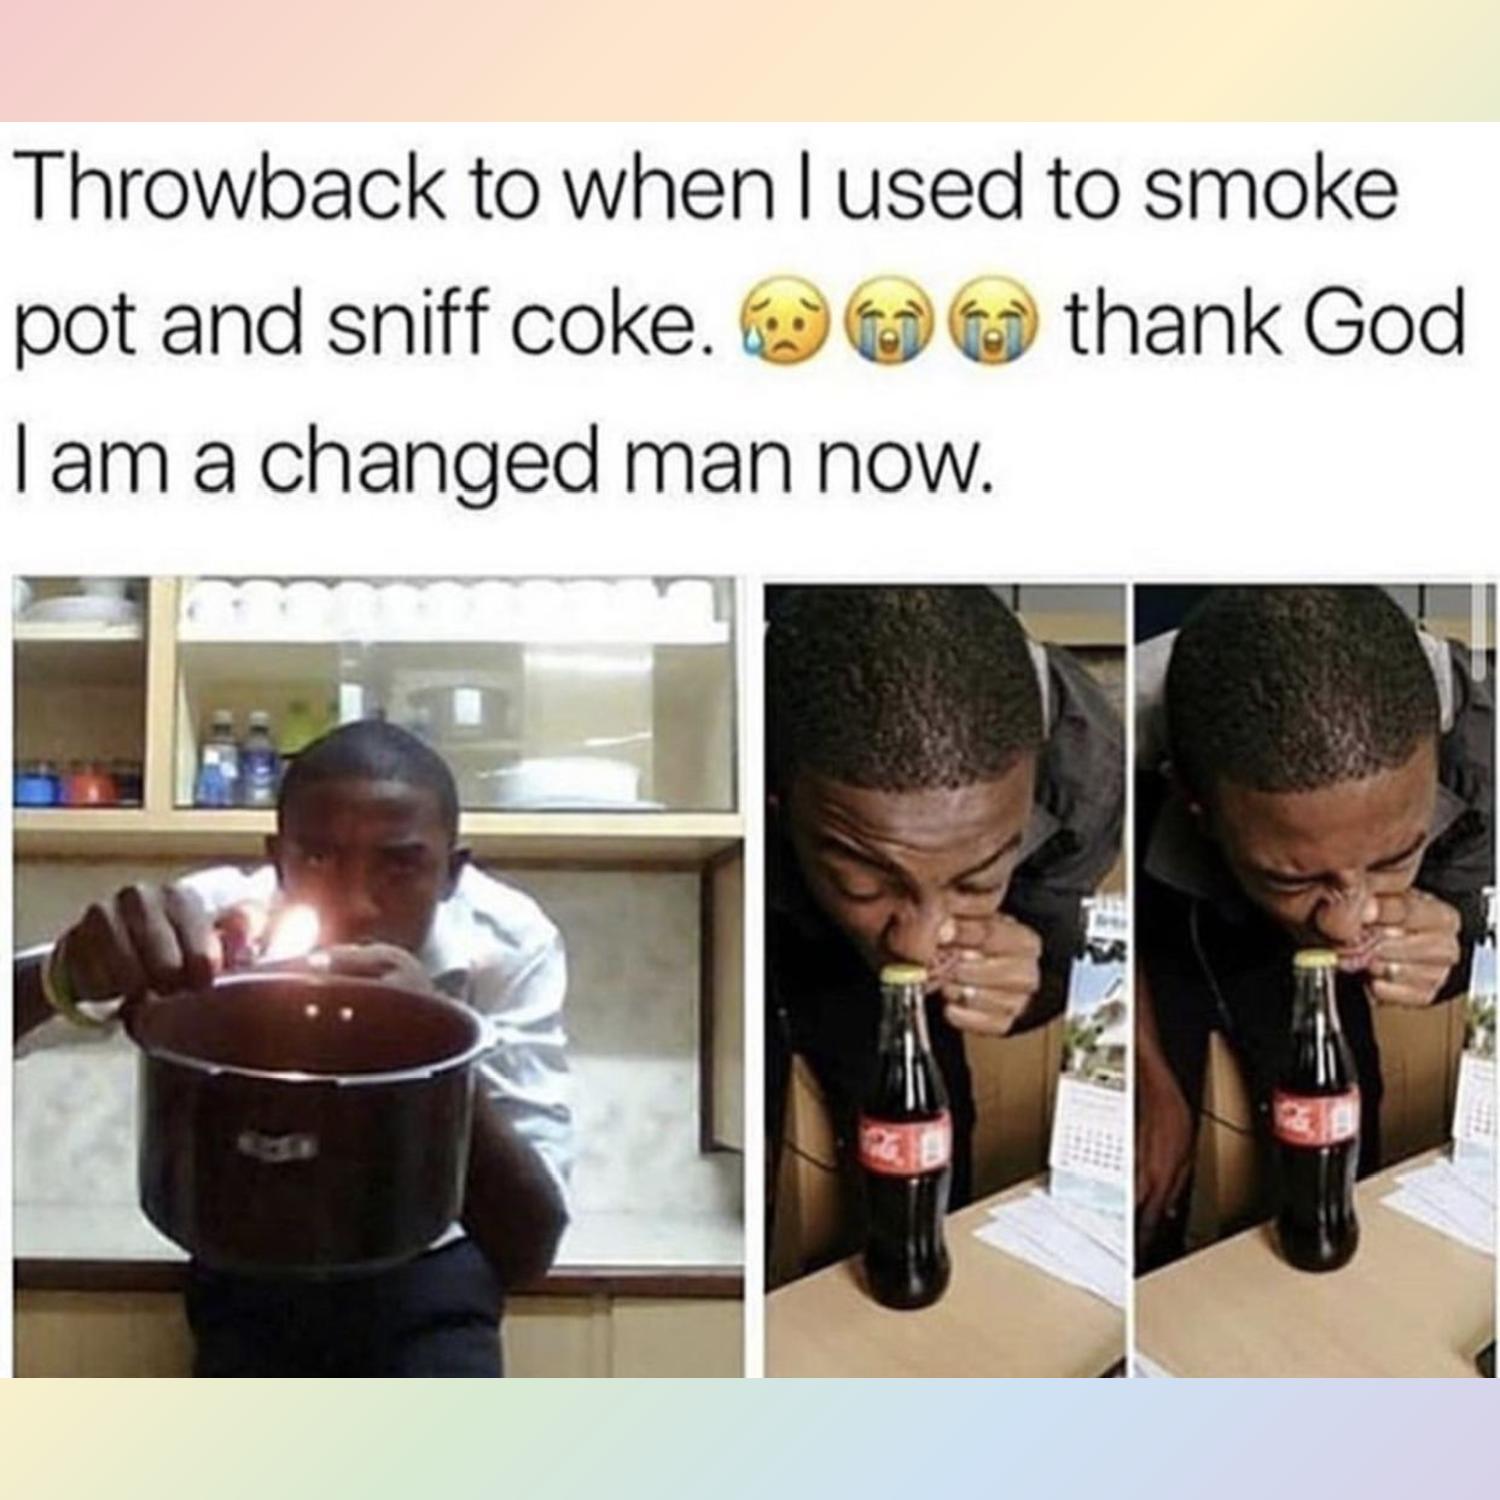 Throwback to when I used to smoke
pot and sniff coke. 😥😭😭 thank God
I am a changed man now.